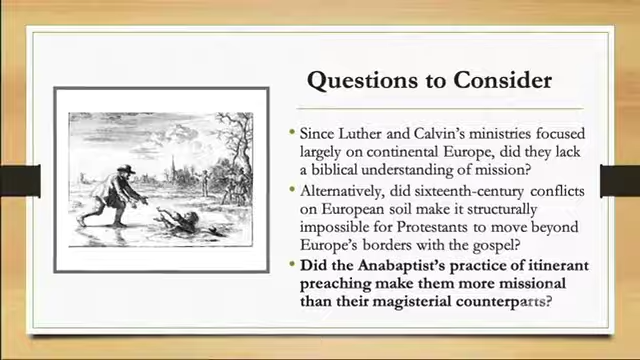 Questions to Consider
• Since Luther and Calvin's ministries focused
largely on continental Europe, did they lack
a biblical understanding of mission?
• Alternatively, did sixteenth-century conflicts
on European soil make it structurally
impossible for Protestants to move beyond
Europe's borders with the gospel?
• Did the Anabaptist's practice of itinerant
preaching make them more missional
than their magisterial counterparts?